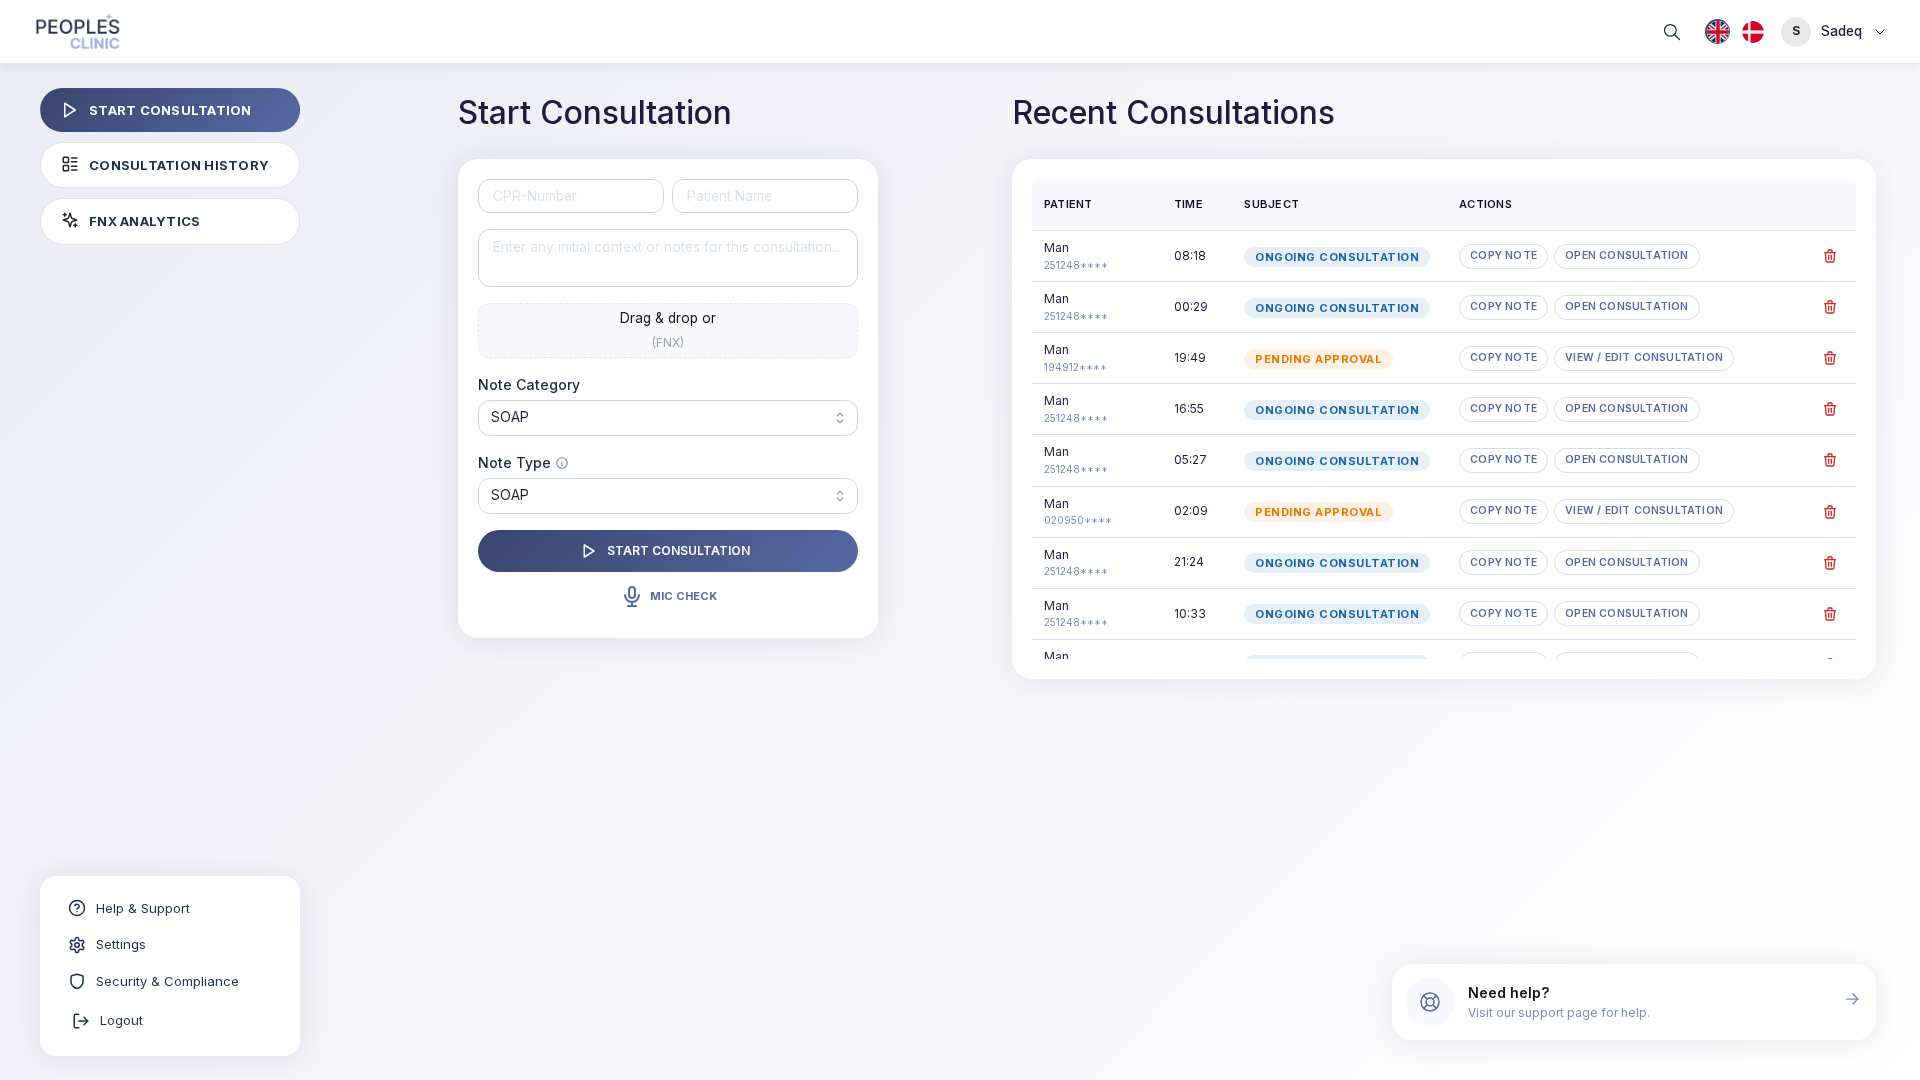 PEOPLE'S
CLINIC
S
Sadeq
START CONSULTATION
CONSULTATION HISTORY
FNX ANALYTICS
Start Consultation
CPR-Number
Patient Name
Enter any initial context or notes for this consultation...
Drag & drop or
(FNX)
Note Category
SOAP
Note Type
SOAP
START CONSULTATION
MIC CHECK
Recent Consultations
PATIENT TIME SUBJECT ACTIONS
Man
251248****
08:18 ONGOING CONSULTATION COPY NOTE OPEN CONSULTATION
Man
251248****
00:29 ONGOING CONSULTATION COPY NOTE OPEN CONSULTATION
Man
194912****
19:49 PENDING APPROVAL COPY NOTE VIEW / EDIT CONSULTATION
Man
251248****
16:55 ONGOING CONSULTATION COPY NOTE OPEN CONSULTATION
Man
251248****
05:27 ONGOING CONSULTATION COPY NOTE OPEN CONSULTATION
Man
020950****
02:09 PENDING APPROVAL COPY NOTE VIEW / EDIT CONSULTATION
Man
251248****
21:24 ONGOING CONSULTATION COPY NOTE OPEN CONSULTATION
Man
251248****
10:33 ONGOING CONSULTATION COPY NOTE OPEN CONSULTATION
Man
Help & Support
Settings
Security & Compliance
Logout
Need help?
Visit our support page for help.